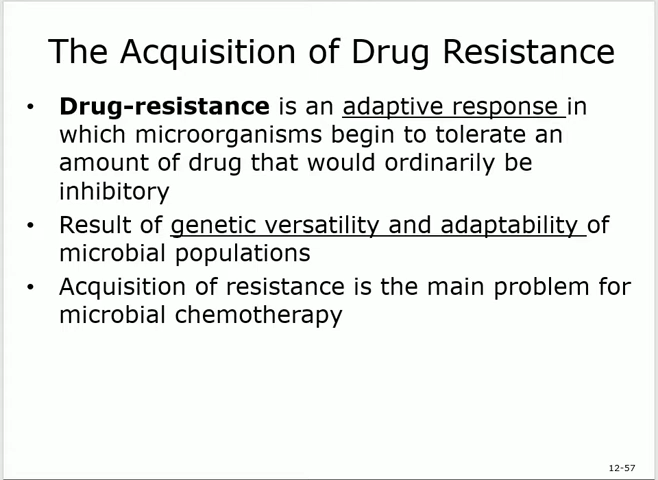 The Acquisition of Drug Resistance
• Drug-resistance is an adaptive response in
which microorganisms begin to tolerate an
amount of drug that would ordinarily be
inhibitory
• Result of genetic versatility and adaptability of
microbial populations
• Acquisition of resistance is the main problem for
microbial chemotherapy
12-57